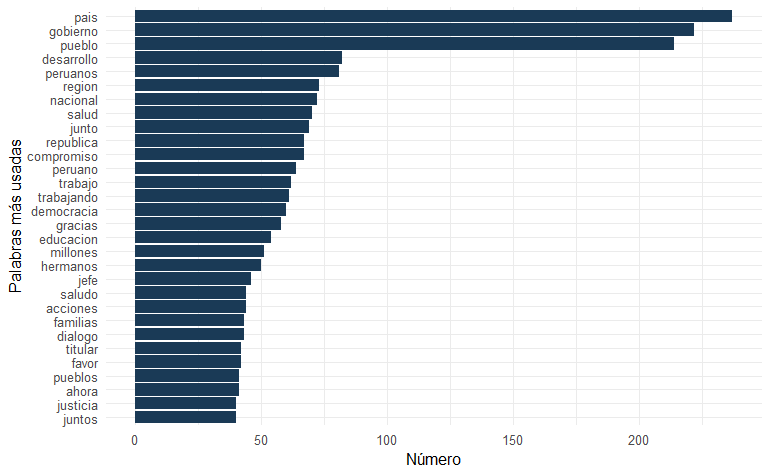 Palabras más usadas
pais
gobierno
pueblo
desarrollo
peruanos
region
nacional
salud
junto
republica
compromiso
peruano
trabajo
trabajando
democracia
gracias
educacion
millones
hermanos
jefe
saludo
acciones
familias
dialogo
titular
favor
pueblos
ahora
justicia
juntos
0 50 100 150 200
Número